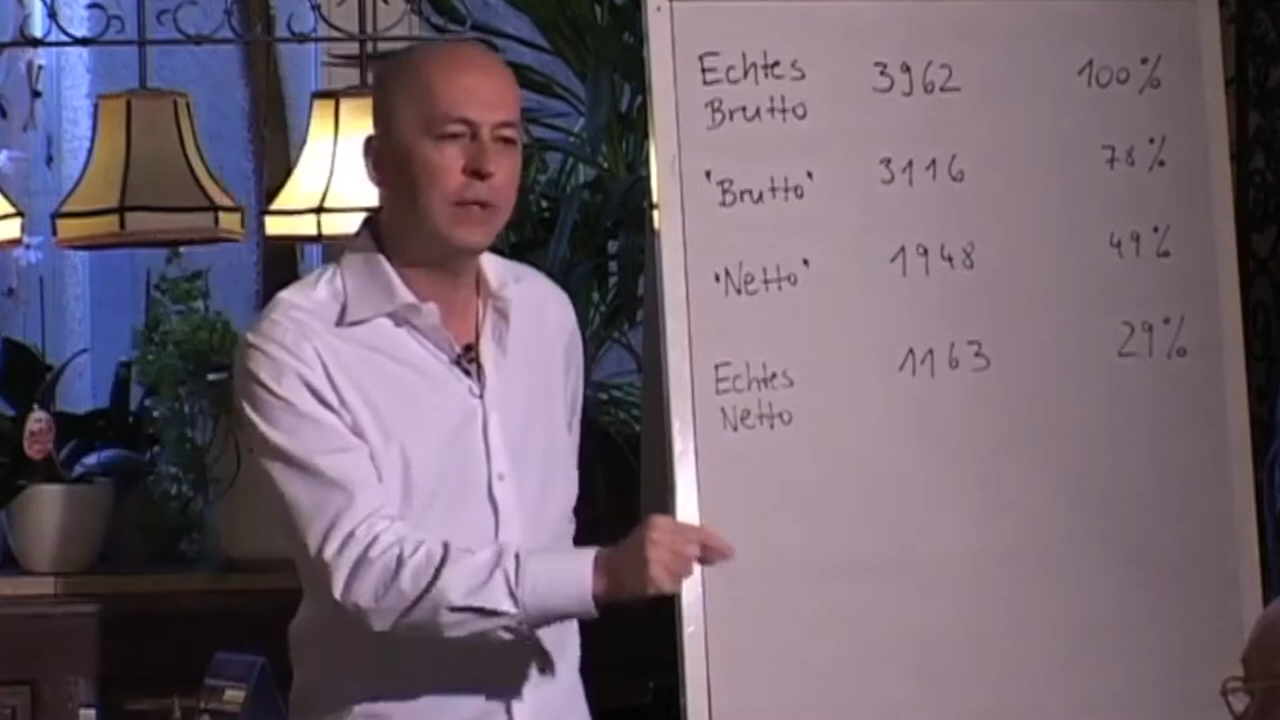 Echtes 3962 100%
Brutto
"Brutto" 3116 78%
"Netto" 1948 49%
Echtes 1163 29%
Netto